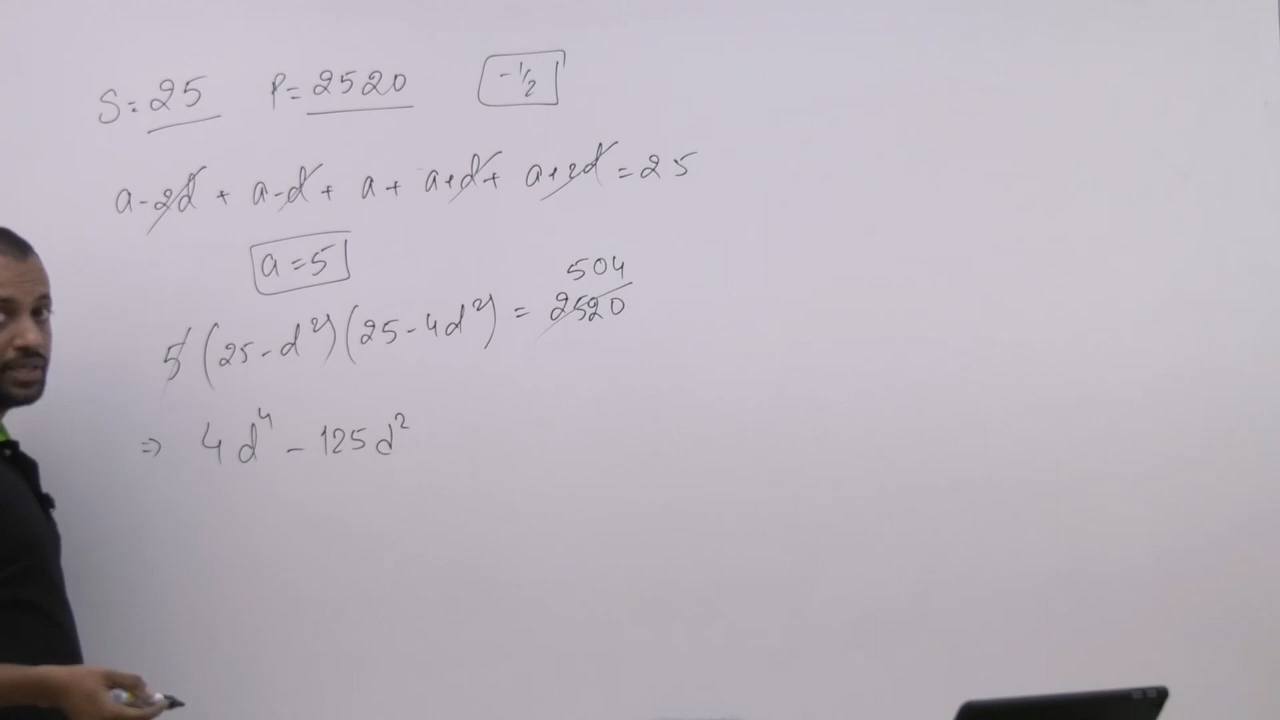 S = 25 P = 2520 -1/2
a - 2d + a - d + a + a + d + a + 2d = 25
a = 5
504
5 (25 - d²) (25 - 4d²) = 2520
⇒ 4d⁴ - 125d²